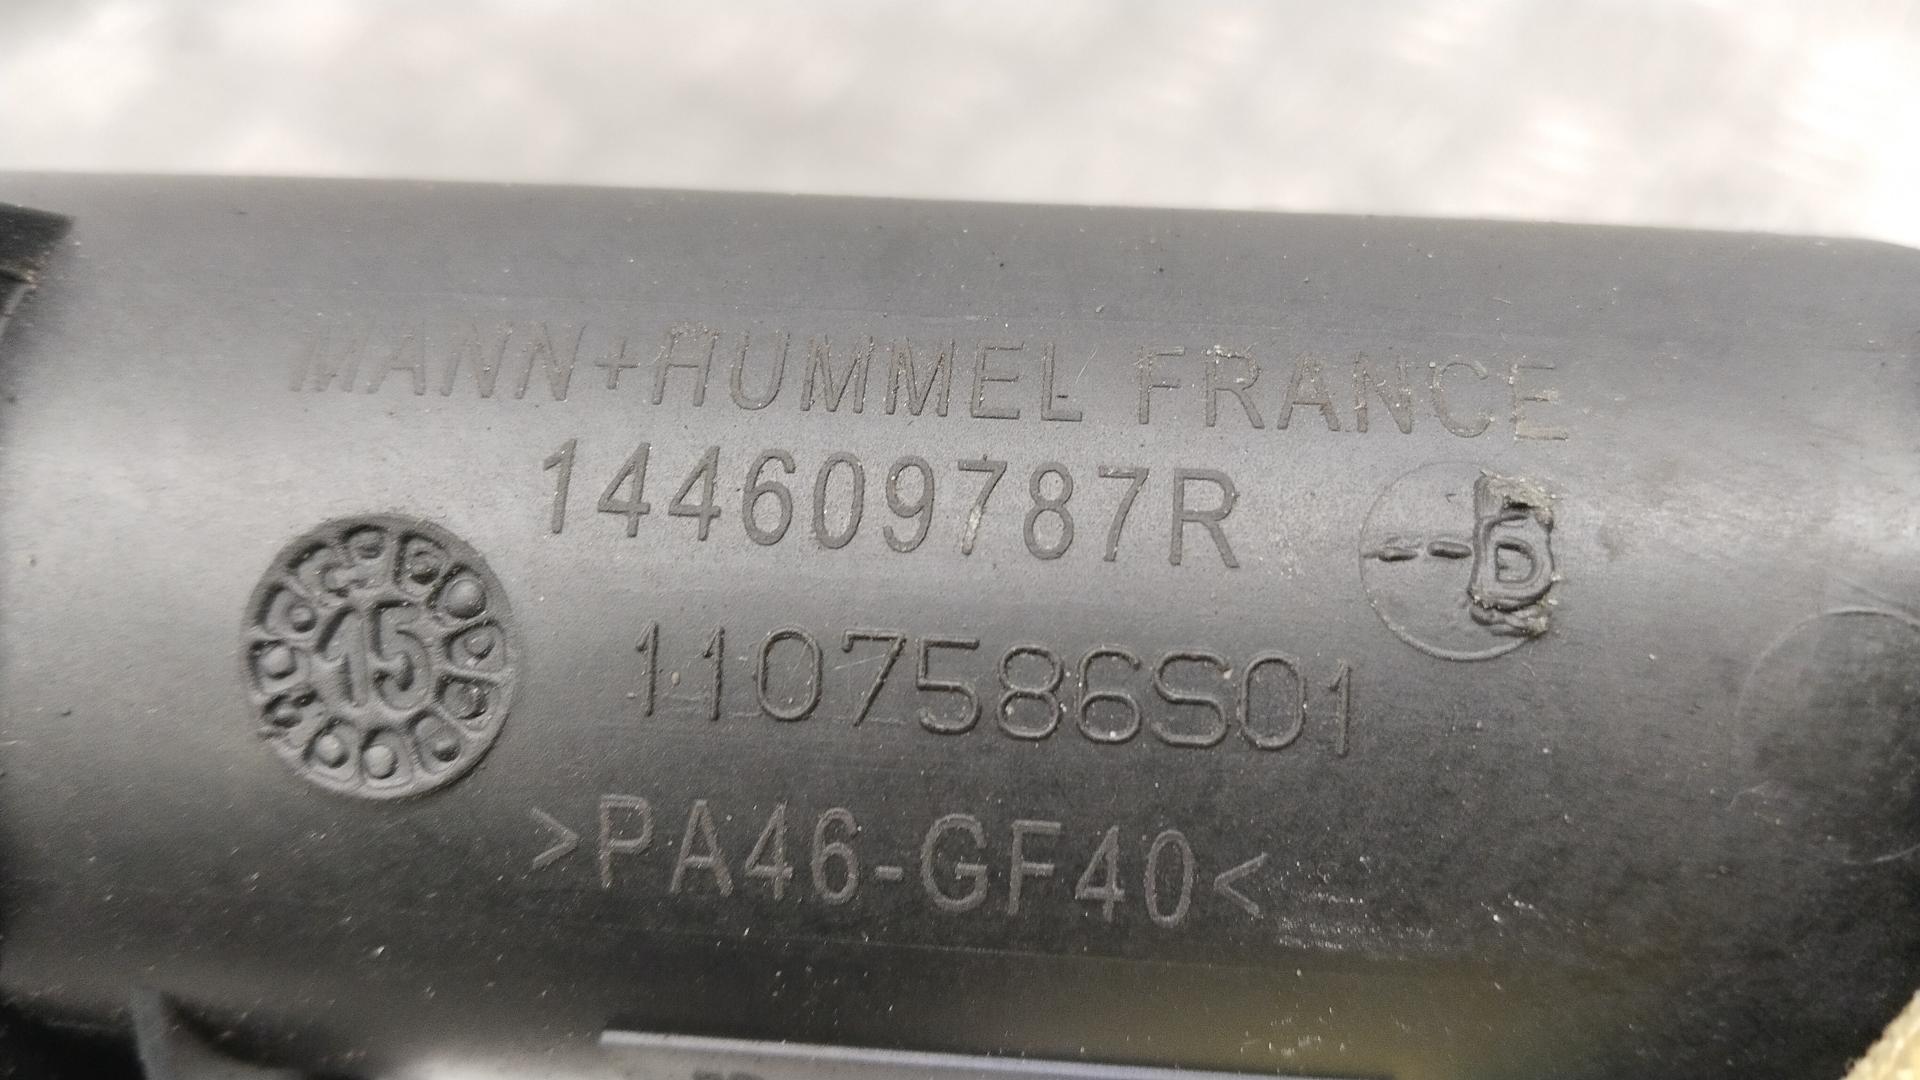 MANN+HUMMEL FRANCE
144609787R
D
15
1107586S01
>PA46-GF40<